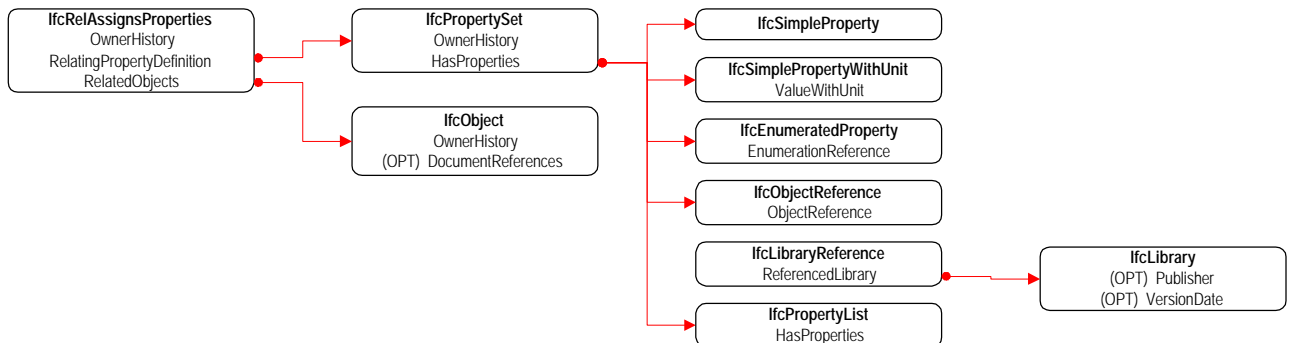 IfcRelAssignsProperties
OwnerHistory
RelatingPropertyDefinition
RelatedObjects
IfcPropertySet
OwnerHistory
HasProperties
IfcObject
OwnerHistory
(OPT) DocumentReferences
IfcSimpleProperty
IfcSimplePropertyWithUnit
ValueWithUnit
IfcEnumeratedProperty
EnumerationReference
IfcObjectReference
ObjectReference
IfcLibraryReference
ReferencedLibrary
IfcPropertyList
HasProperties
IfcLibrary
(OPT) Publisher
(OPT) VersionDate